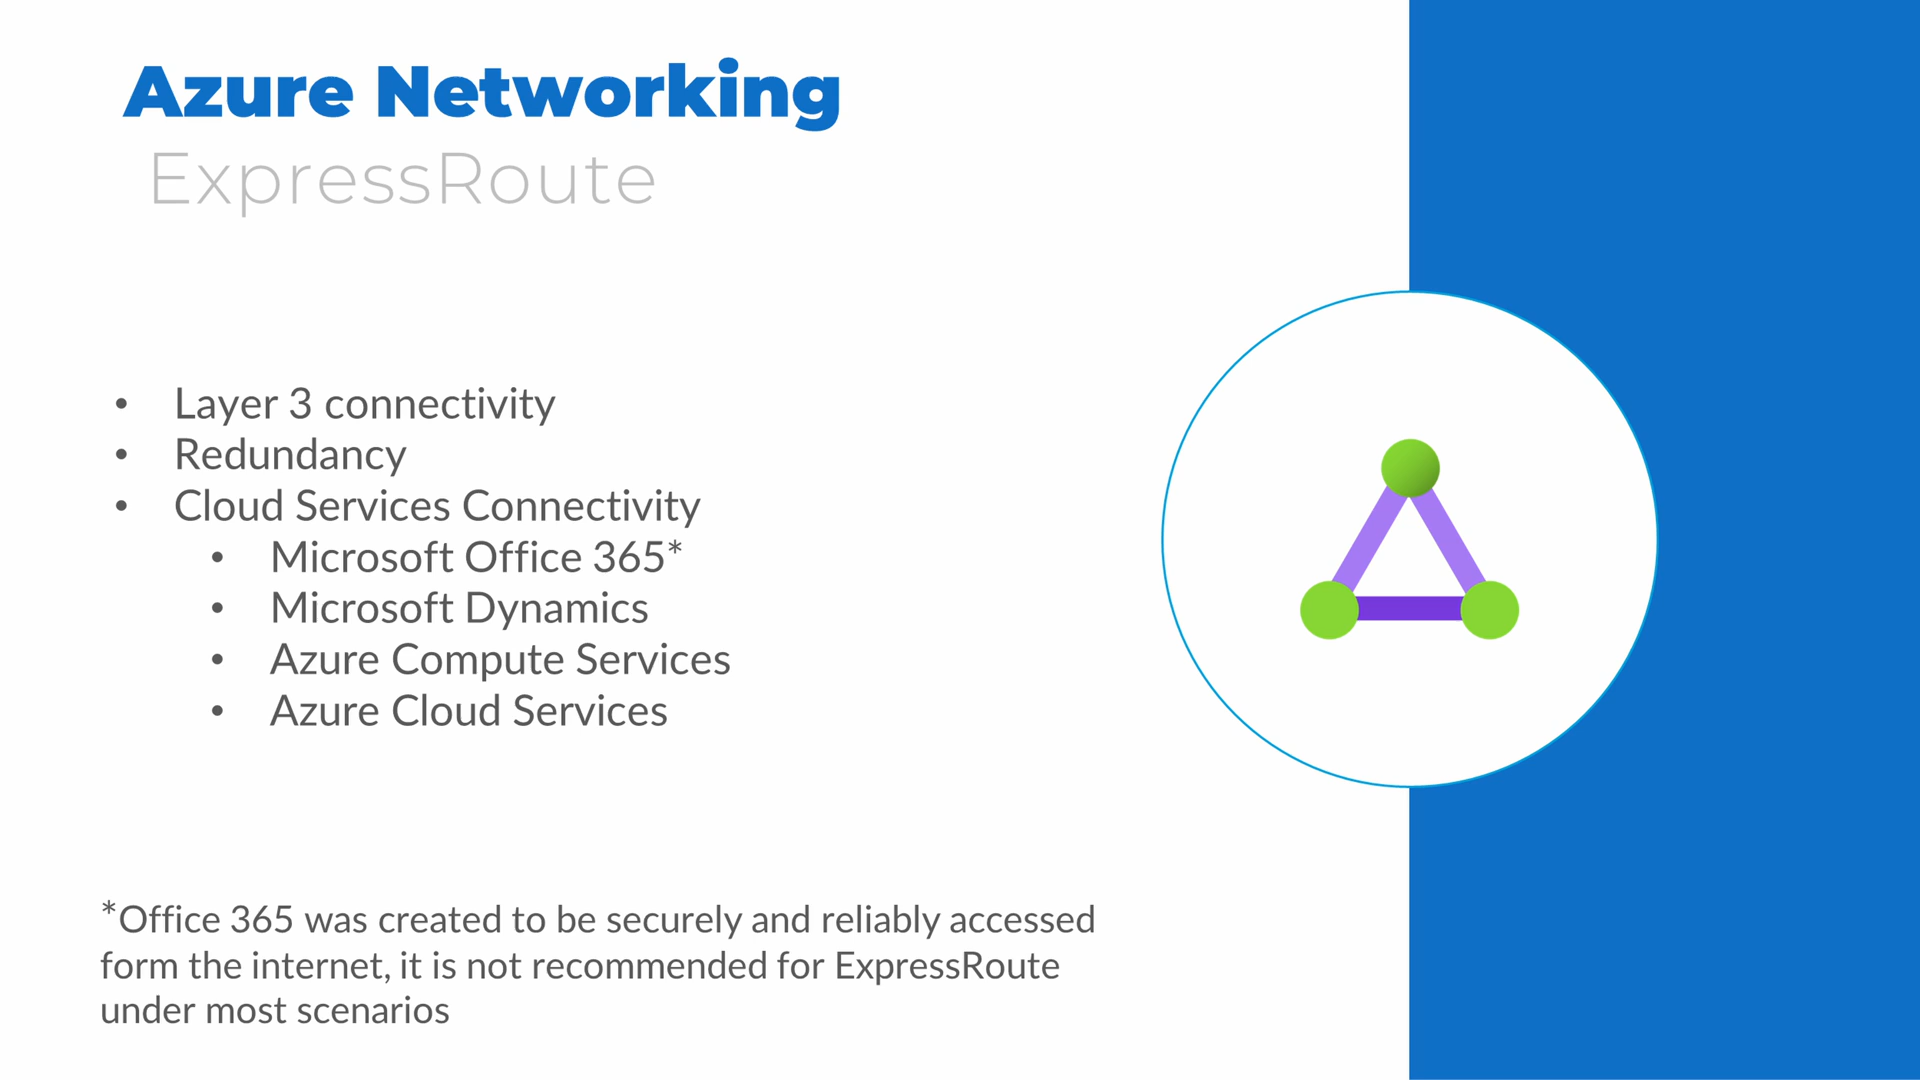 Azure Networking
ExpressRoute
• Layer 3 connectivity
• Redundancy
• Cloud Services Connectivity
• Microsoft Office 365*
• Microsoft Dynamics
• Azure Compute Services
• Azure Cloud Services
*Office 365 was created to be securely and reliably accessed
form the internet, it is not recommended for ExpressRoute
under most scenarios